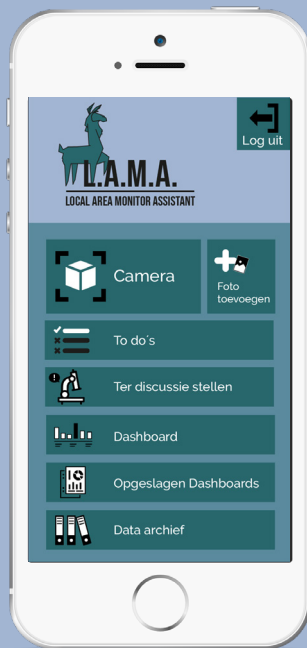 Log uit
L.A.M.A.
LOCAL AREA MONITOR ASSISTANT
Camera
Foto
toevoegen
To do´s
Ter discussie stellen
Dashboard
Opgeslagen Dashboards
Data archief